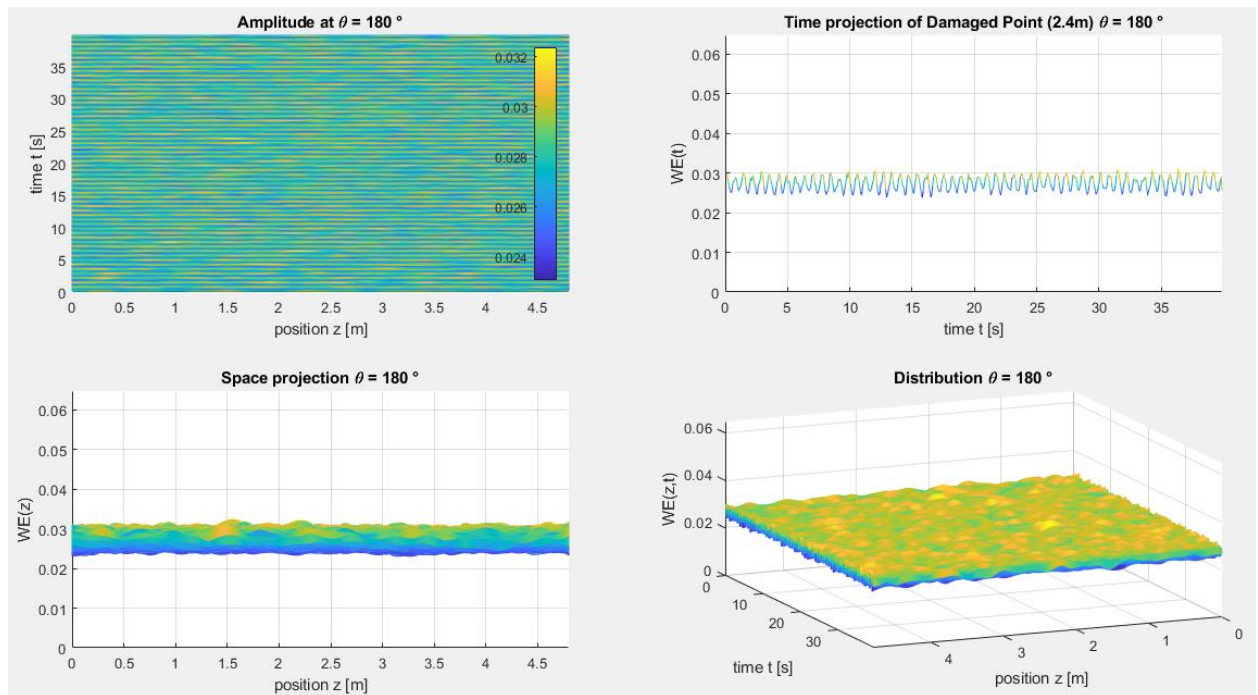 Amplitude at θ = 180 °
35
30
25
20
15
10
5
0
time t [s]
0 0.5 1 1.5 2 2.5 3 3.5 4 4.5
position z [m]
0.032
0.03
0.028
0.026
0.024
Time projection of Damaged Point (2.4m) θ = 180 °
0.06
0.05
0.04
0.03
0.02
0.01
0
WE(t)
0 5 10 15 20 25 30 35
time t [s]
Space projection θ = 180 °
0.06
0.05
0.04
0.03
0.02
0.01
0
WE(z)
0 0.5 1 1.5 2 2.5 3 3.5 4 4.5
position z [m]
Distribution θ = 180 °
0.06
0.04
0.02
0
WE(z,t)
0
10
20
30
time t [s]
4 3 2 1 0
position z [m]